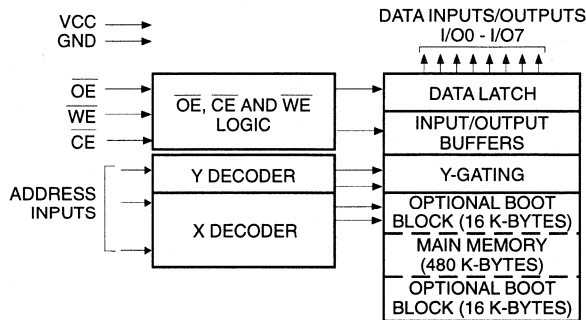 VCC
GND
DATA INPUTS/OUTPUTS
I/O0 - I/O7
OE
WE
CE
OE, CE AND WE
LOGIC
DATA LATCH
INPUT/OUTPUT
BUFFERS
ADDRESS
INPUTS
Y DECODER
Y-GATING
X DECODER
OPTIONAL BOOT
BLOCK (16 K-BYTES)
MAIN MEMORY
(480 K-BYTES)
OPTIONAL BOOT
BLOCK (16 K-BYTES)